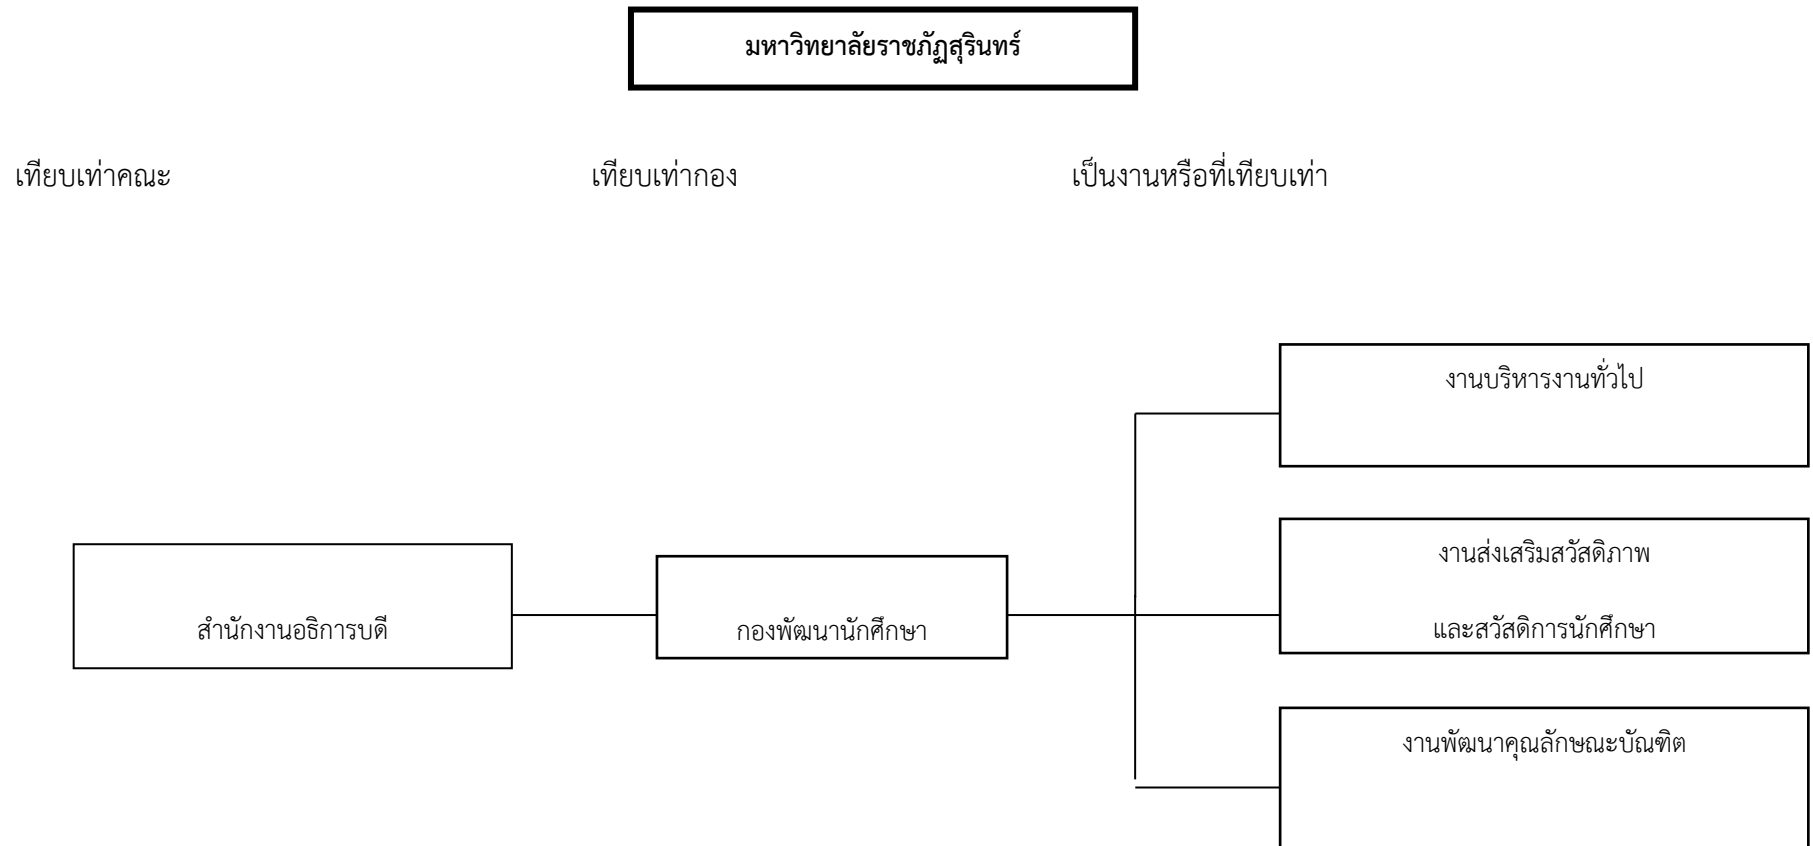 มหาวิทยาลัยราชภัฏสุรินทร์
เทียบเท่าคณะ
เทียบเท่ากอง
เป็นงานหรือที่เทียบเท่า
งานบริหารงานทั่วไป
งานส่งเสริมสวัสดิภาพ
และสวัสดิการนักศึกษา
สำนักงานอธิการบดี
กองพัฒนานักศึกษา
งานพัฒนาคุณลักษณะบัณฑิต